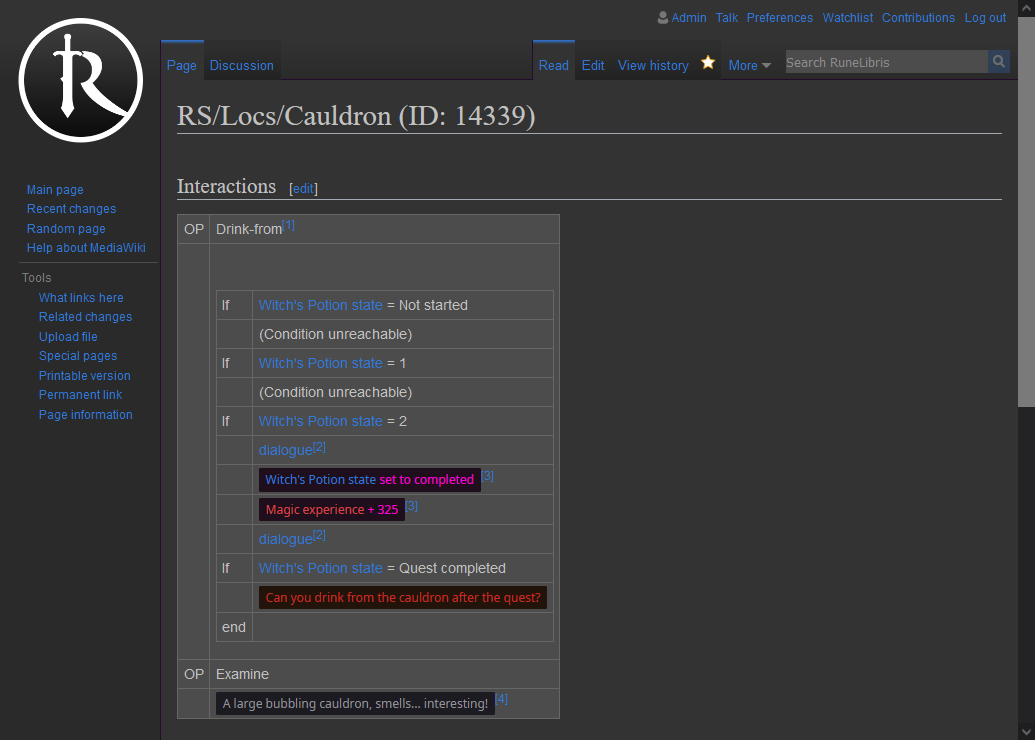 Admin Talk Preferences Watchlist Contributions Log out
Page Discussion Read Edit View history More Search RuneLibris
RS/Locs/Cauldron (ID: 14339)
Main page
Recent changes
Random page
Help about MediaWiki
Tools
What links here
Related changes
Upload file
Special pages
Printable version
Permanent link
Page information
Interactions [edit]
OP Drink-from[1]
If Witch's Potion state = Not started
(Condition unreachable)
If Witch's Potion state = 1
(Condition unreachable)
If Witch's Potion state = 2
dialogue[2]
Witch's Potion state set to completed [3]
Magic experience + 325 [3]
dialogue[2]
If Witch's Potion state = Quest completed
Can you drink from the cauldron after the quest?
end
OP Examine
A large bubbling cauldron, smells... interesting! [4]